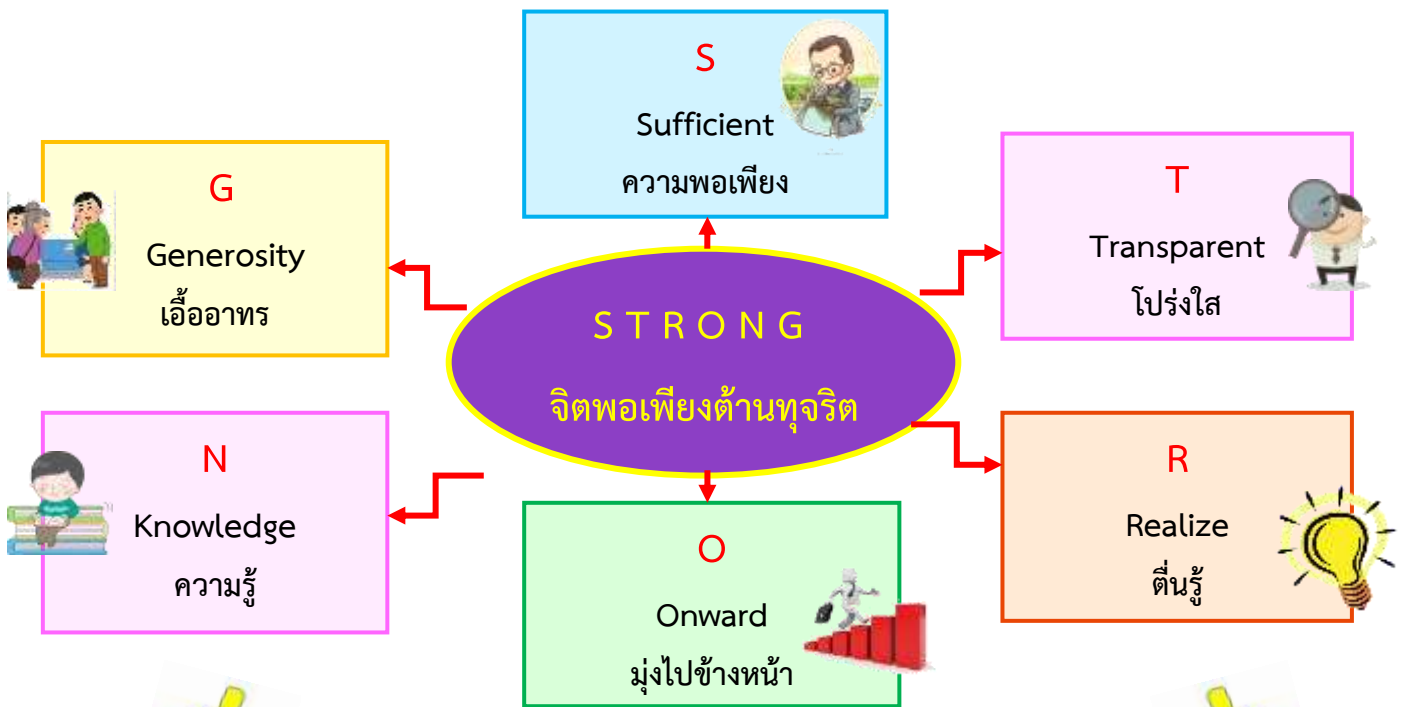 S
Sufficient
ความพอเพียง
T
Transparent
โปร่งใส
R
Realize
ตื่นรู้
O
Onward
มุ่งไปข้างหน้า
N
Knowledge
ความรู้
G
Generosity
เอื้ออาทร
S T R O N G
จิตพอเพียงต้านทุจริต